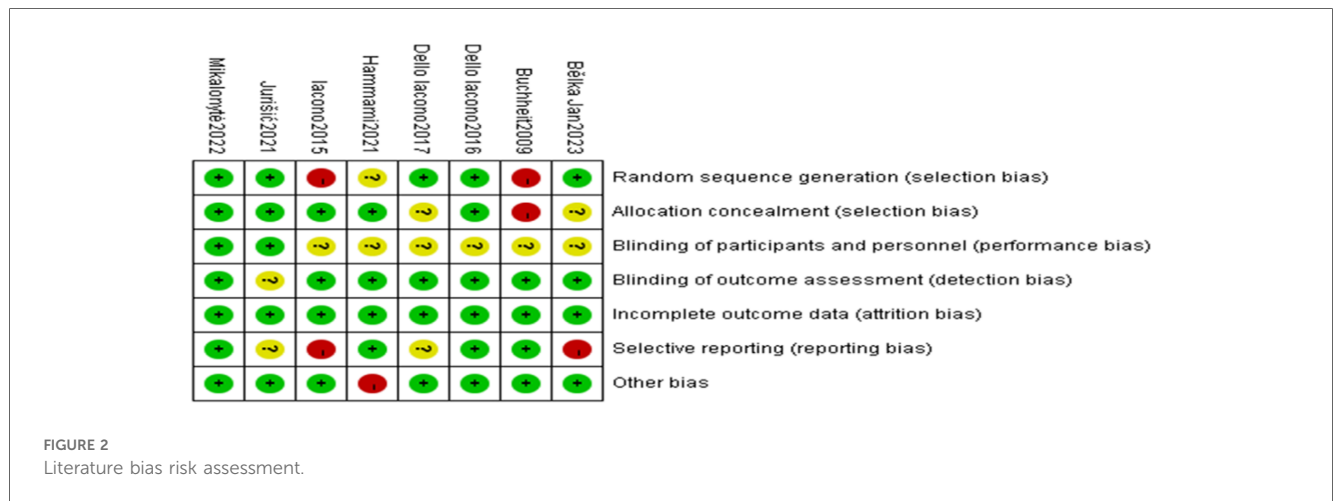 Mikalonytė2022
Jurišić2021
Iacono2015
Hammami2021
Dello Iacono2017
Dello Iacono2016
Buchheit2009
Bělka Jan2023
+ + - ? + + - + Random sequence generation (selection bias)
+ + + + ? + - ? Allocation concealment (selection bias)
+ + ? ? ? ? ? ? Blinding of participants and personnel (performance bias)
+ ? + + + + + + Blinding of outcome assessment (detection bias)
+ + + + + + + + Incomplete outcome data (attrition bias)
+ ? - + ? + + - Selective reporting (reporting bias)
+ + + - + + + + Other bias
FIGURE 2
Literature bias risk assessment.